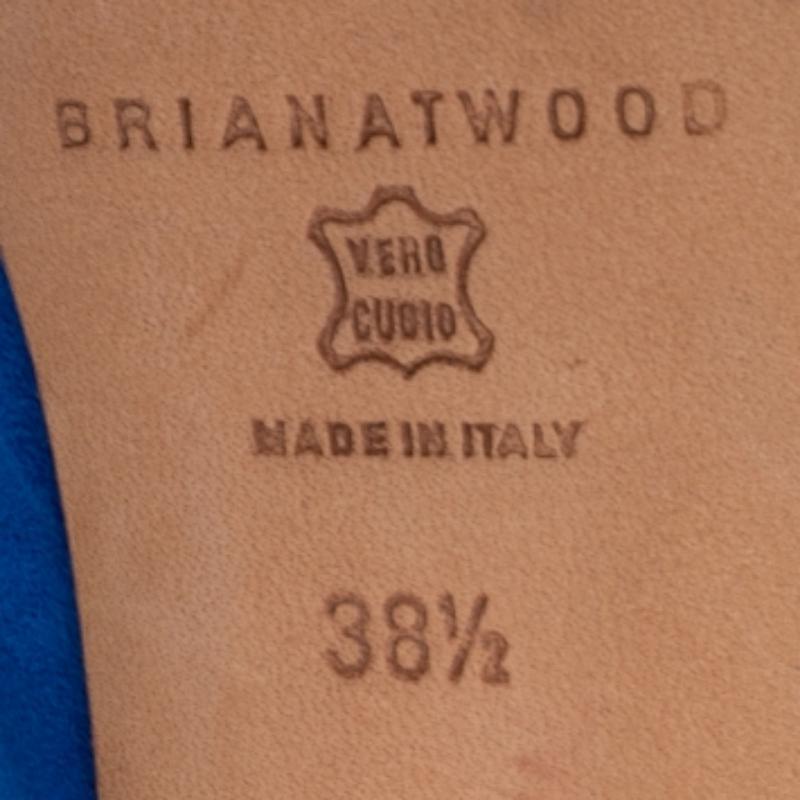 BRIANATWOOD
VERO
CUOIO
MADE IN ITALY
38½